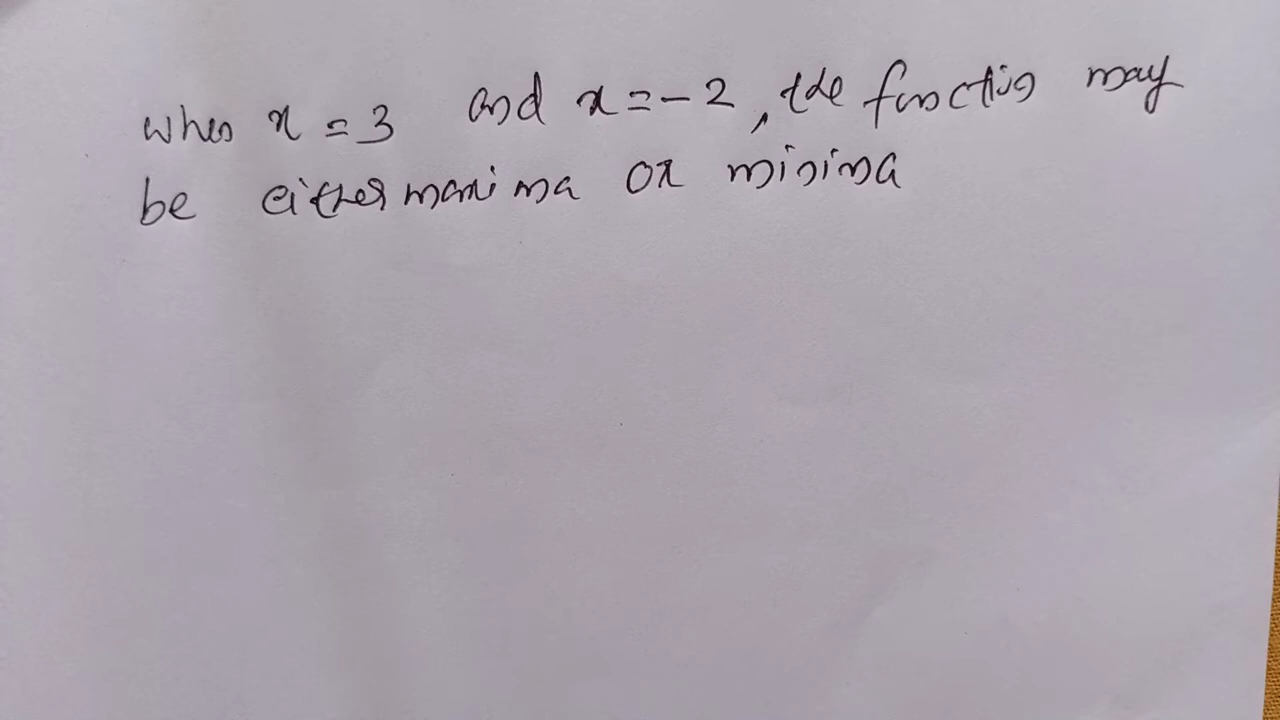 when x = 3 and x = -2, the function may
be either maxima or minima